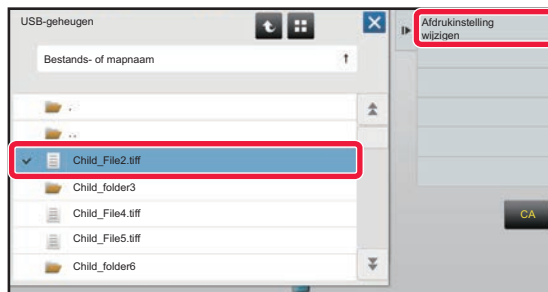 USB-geheugen
Bestands- of mapnaam
.
..
Child_File2.tiff
Child_folder3
Child_File4.tiff
Child_File5.tiff
Child_folder6
Afdrukinstelling
wijzigen
CA